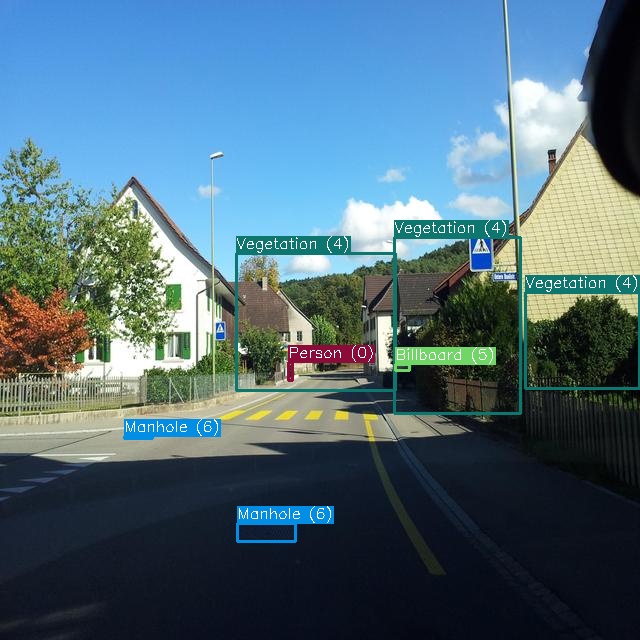 Vegetation (4)
Vegetation (4)
Vegetation (4)
Person (0)
Billboard (5)
Manhole (6)
Manhole (6)